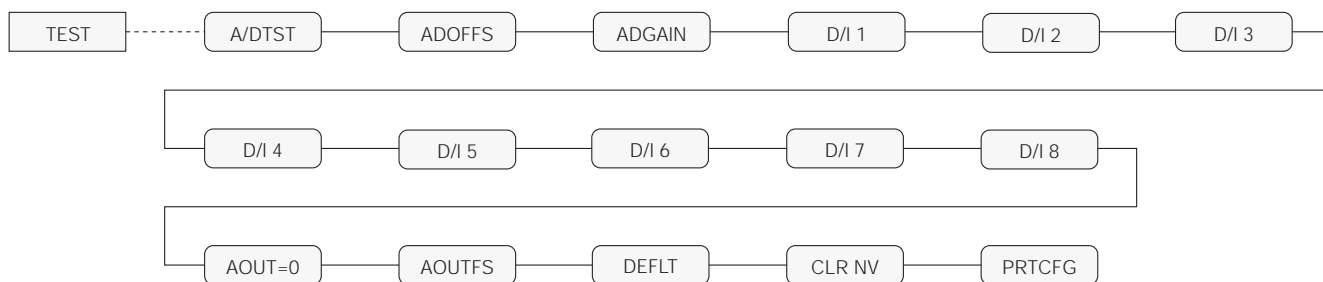 TEST A/DTST ADOFFS ADGAIN D/I 1 D/I 2 D/I 3
D/I 4 D/I 5 D/I 6 D/I 7 D/I 8
AOUT=0 AOUTFS DEFLT CLR NV PRTCFG